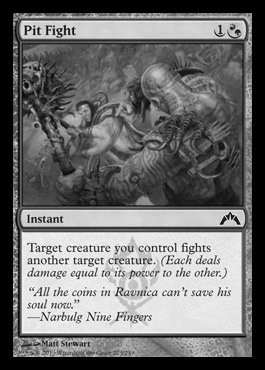 Pit Fight 1
Instant
Target creature you control fights
another target creature. (Each deals
damage equal to its power to the other.)
“All the coins in Ravnica can’t save his
soul now.”
—Narbulg Nine Fingers
Matt Stewart